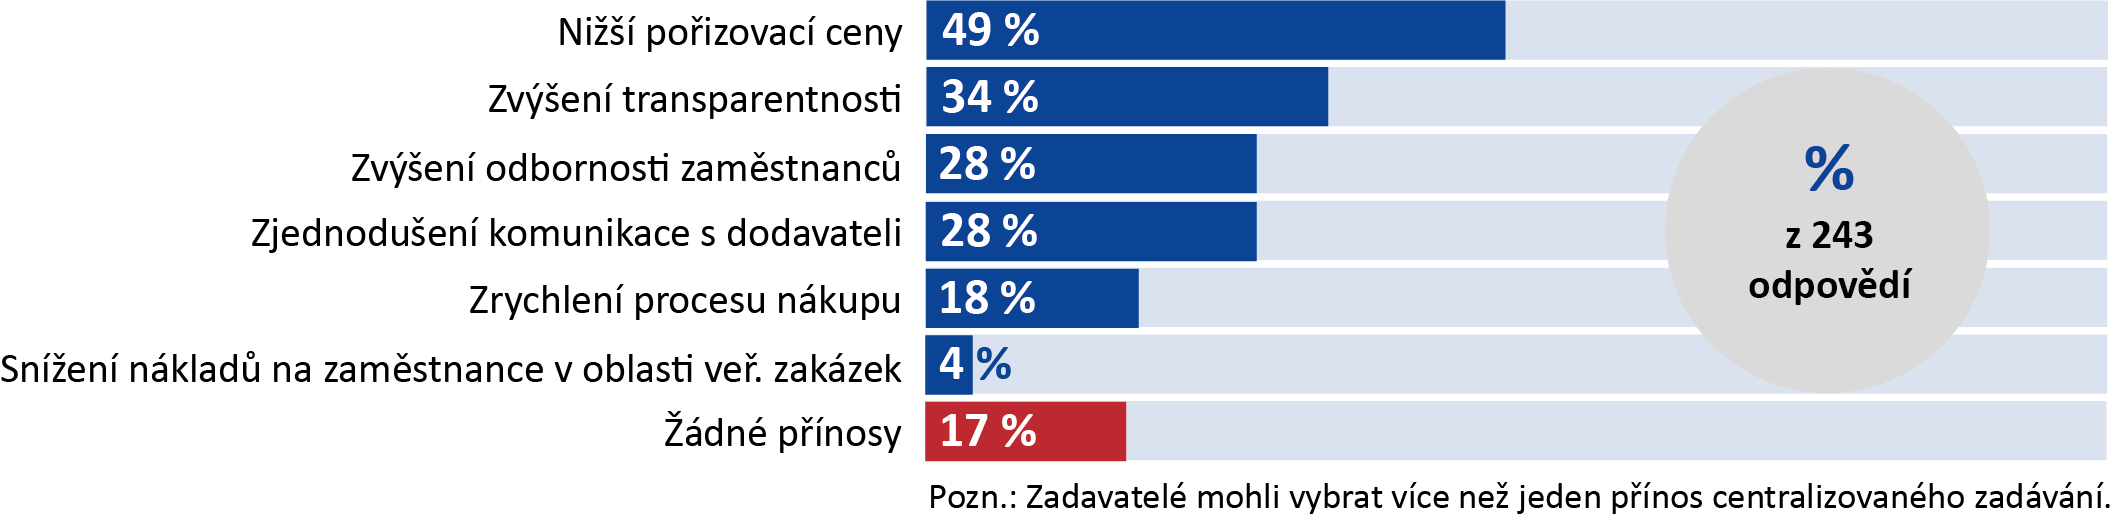 Nižší pořizovací ceny 49 %
Zvýšení transparentnosti 34 %
Zvýšení odbornosti zaměstnanců 28 %
Zjednodušení komunikace s dodavateli 28 %
Zrychlení procesu nákupu 18 %
Snížení nákladů na zaměstnance v oblasti veř. zakázek 4 %
Žádné přínosy 17 %
%
z 243
odpovědí
Pozn.: Zadavatelé mohli vybrat více než jeden přínos centralizovaného zadávání.